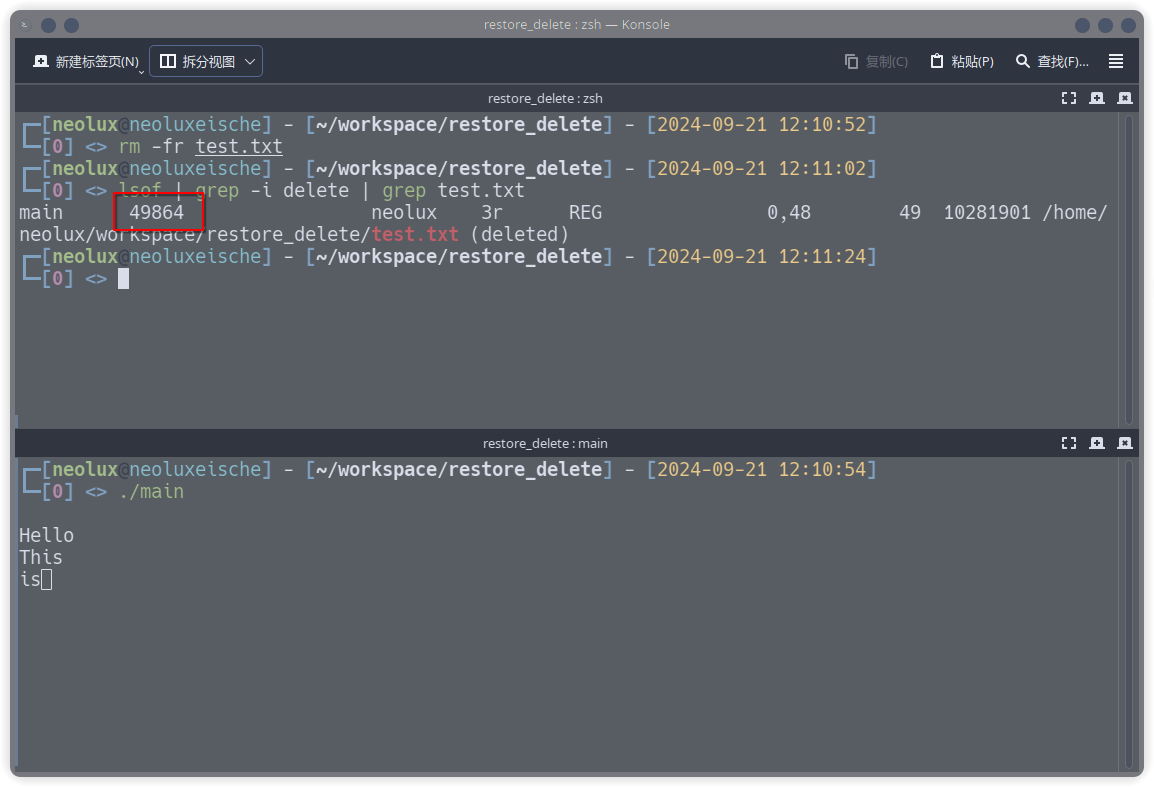 restore_delete : zsh — Konsole
新建标签页(N) 拆分视图 复制(C) 粘贴(P) 查找(F)...
restore_delete : zsh
┌─[neolux@neoluxeische] - [~/workspace/restore_delete] - [2024-09-21 12:10:52]
└─[0] <> rm -fr test.txt
┌─[neolux@neoluxeische] - [~/workspace/restore_delete] - [2024-09-21 12:11:02]
└─[0] <> lsof | grep -i delete | grep test.txt
main 49864 neolux 3r REG 0,48 49 10281901 /home/
neolux/workspace/restore_delete/test.txt (deleted)
┌─[neolux@neoluxeische] - [~/workspace/restore_delete] - [2024-09-21 12:11:24]
└─[0] <>
restore_delete : main
┌─[neolux@neoluxeische] - [~/workspace/restore_delete] - [2024-09-21 12:10:54]
└─[0] <> ./main
Hello
This
is